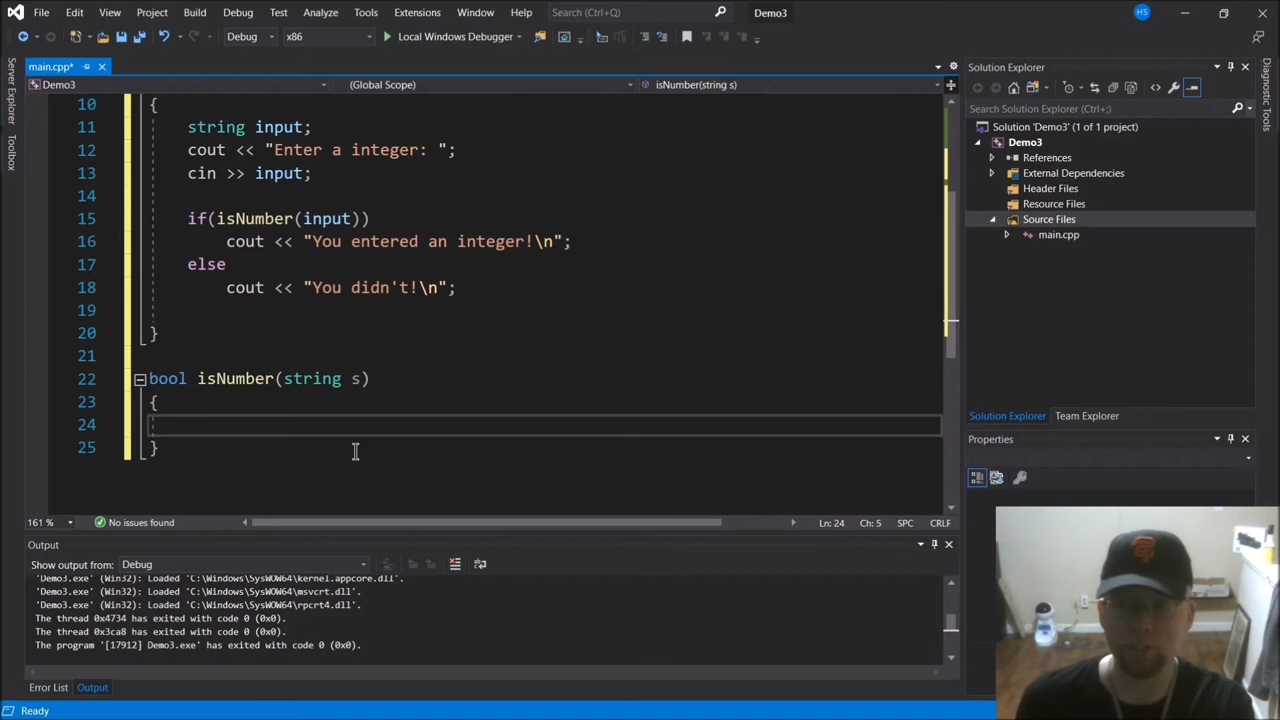 File Edit View Git Project Build Debug Test Analyze Tools Extensions Window Help Search (Ctrl+Q) Demo3 HS
Debug x86 Local Windows Debugger
main.cpp*
Demo3 (Global Scope) isNumber(string s)
10 {
11 string input;
12 cout << "Enter a integer: ";
13 cin >> input;
14
15 if(isNumber(input))
16 cout << "You entered an integer!\n";
17 else
18 cout << "You didn't!\n";
19
20 }
21
22 bool isNumber(string s)
23 {
24
25 }
161 % No issues found Ln: 24 Ch: 5 SPC CRLF
Output
Show output from: Debug
'Demo3.exe' (Win32): Loaded 'C:\Windows\SysWOW64\kernel.appcore.dll'.
'Demo3.exe' (Win32): Loaded 'C:\Windows\SysWOW64\msvcrt.dll'.
'Demo3.exe' (Win32): Loaded 'C:\Windows\SysWOW64\rpcrt4.dll'.
The thread 0x4734 has exited with code 0 (0x0).
The thread 0x3ca8 has exited with code 0 (0x0).
The program '[17912] Demo3.exe' has exited with code 0 (0x0).
Error List Output
Ready
Server Explorer
Toolbox
Solution Explorer
Search Solution Explorer (Ctrl+;)
Solution 'Demo3' (1 of 1 project)
Demo3
References
External Dependencies
Header Files
Resource Files
Source Files
main.cpp
Solution Explorer Team Explorer
Properties
Diagnostic Tools